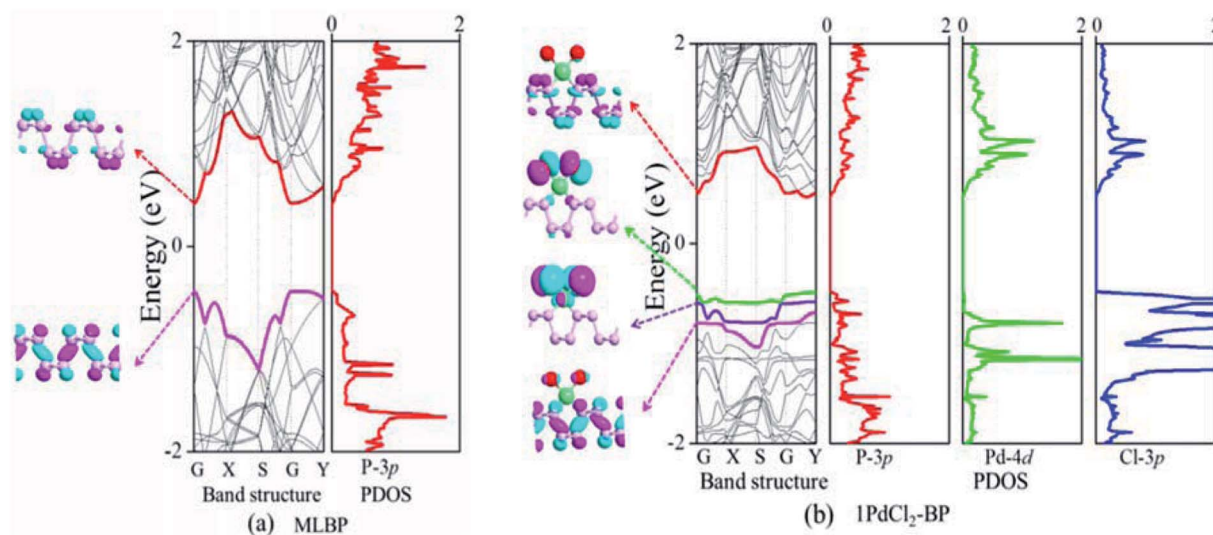 0 2
2
Energy (eV)
0
-2
G X S G Y
Band structure
P-3p
PDOS
(a) MLBP
0 2 0 2 0 2
2
Energy (eV)
0
-2
G X S G Y
Band structure
P-3p
Pd-4d
PDOS
Cl-3p
(b) 1PdCl₂-BP